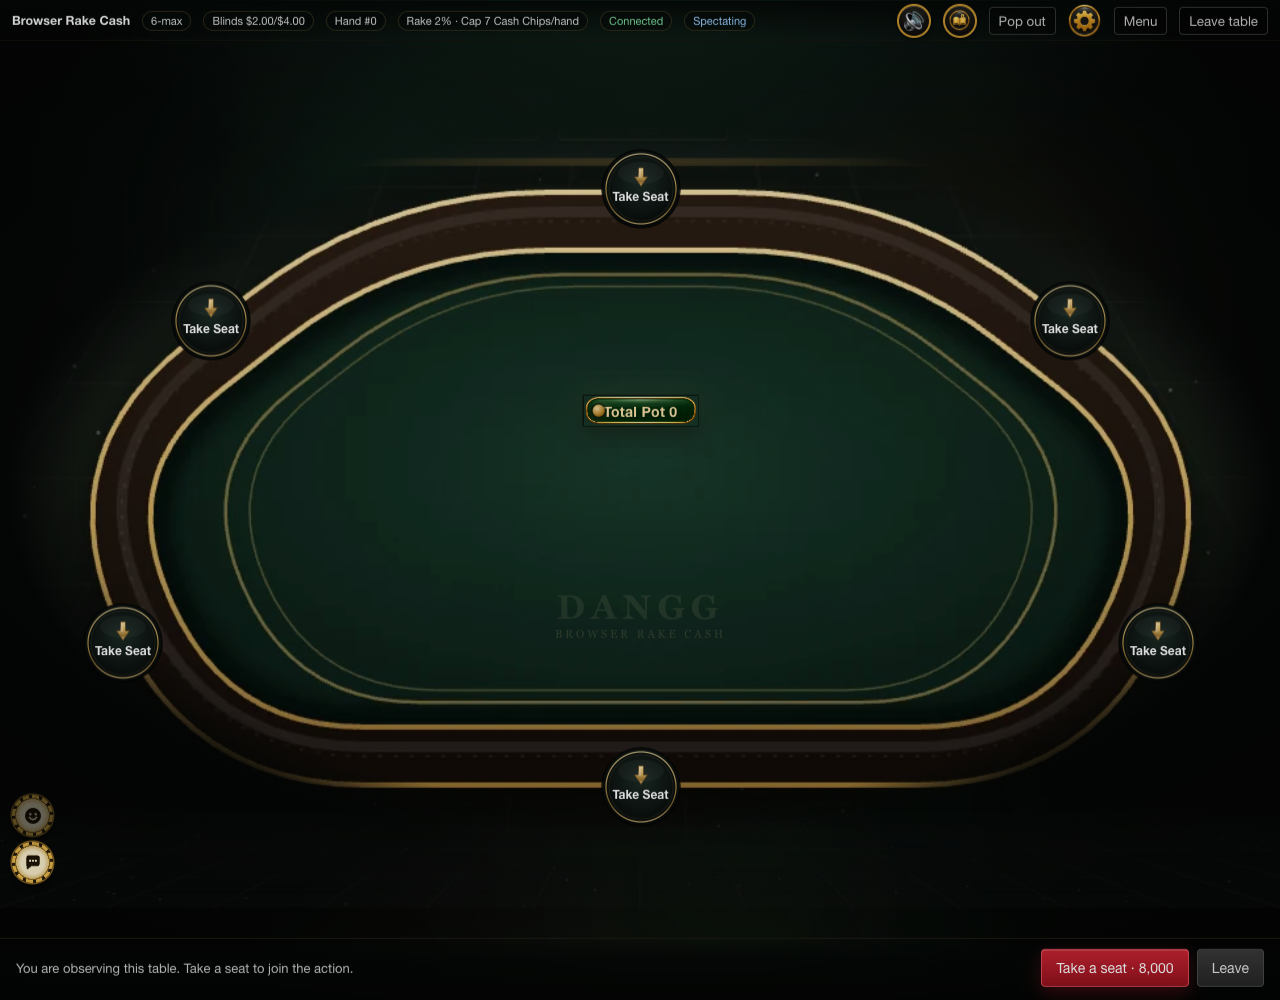 Browser Rake Cash 6-max Blinds $2.00/$4.00 Hand #0 Rake 2% · Cap 7 Cash Chips/hand Connected Spectating Pop out Menu Leave table
Take Seat
Take Seat Take Seat
Total Pot 0
DANGG
BROWSER RAKE CASH
Take Seat Take Seat
Take Seat
You are observing this table. Take a seat to join the action. Take a seat · 8,000 Leave